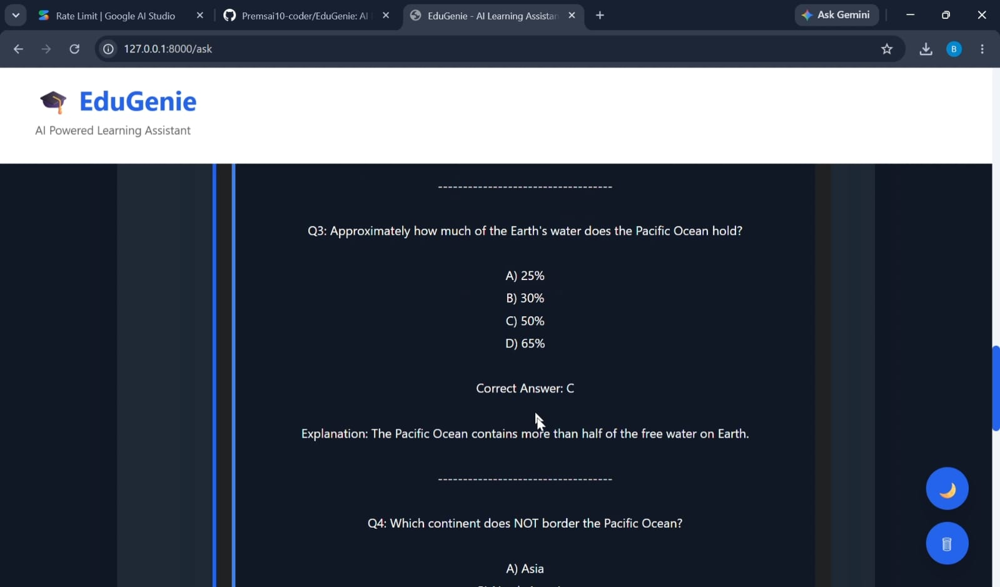 Rate Limit | Google AI Studio
Premsai10-coder/EduGenie: AI
EduGenie - AI Learning Assistan
Ask Gemini
127.0.0.1:8000/ask
B
EduGenie
AI Powered Learning Assistant
-----------------------------------
Q3: Approximately how much of the Earth's water does the Pacific Ocean hold?
A) 25%
B) 30%
C) 50%
D) 65%
Correct Answer: C
Explanation: The Pacific Ocean contains more than half of the free water on Earth.
-----------------------------------
Q4: Which continent does NOT border the Pacific Ocean?
A) Asia